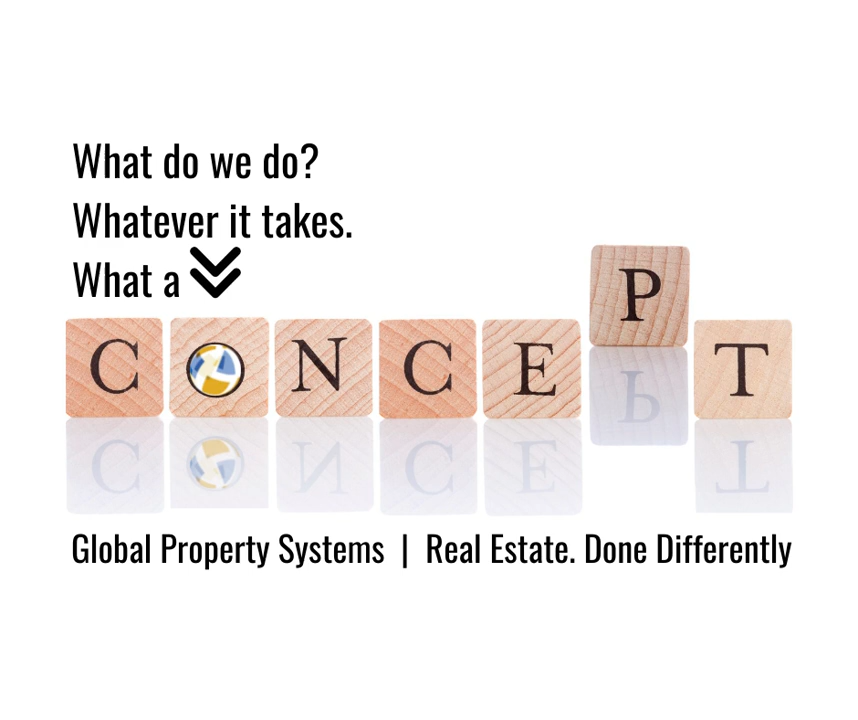 What do we do?
Whatever it takes.
What a
CONCEPT
Global Property Systems | Real Estate. Done Differently